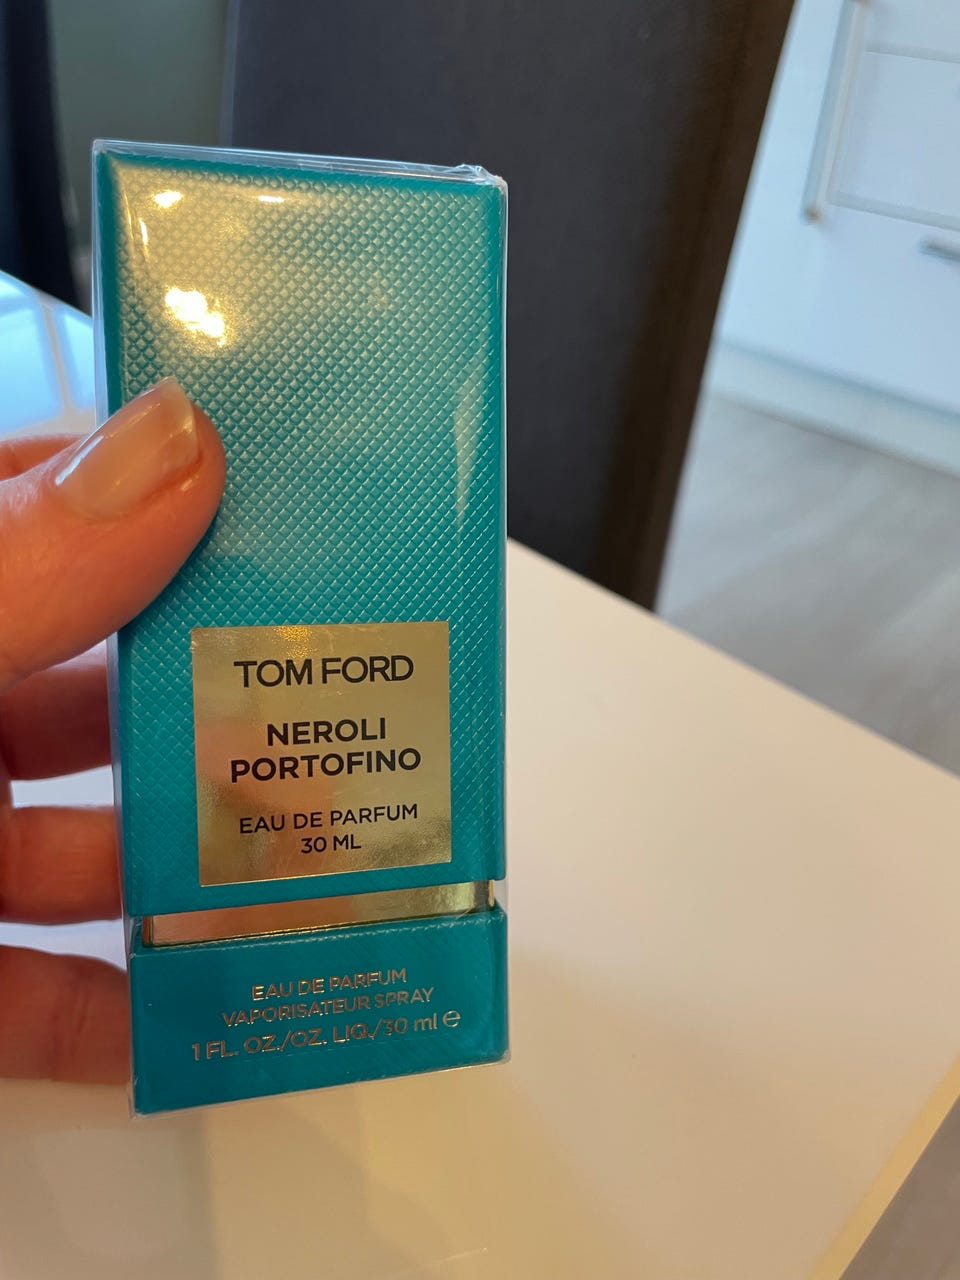 TOM FORD
NEROLI
PORTOFINO
EAU DE PARFUM
30 ML
EAU DE PARFUM
VAPORISATEUR SPRAY
1 FL. OZ./OZ. LIQ./30 ml ℮